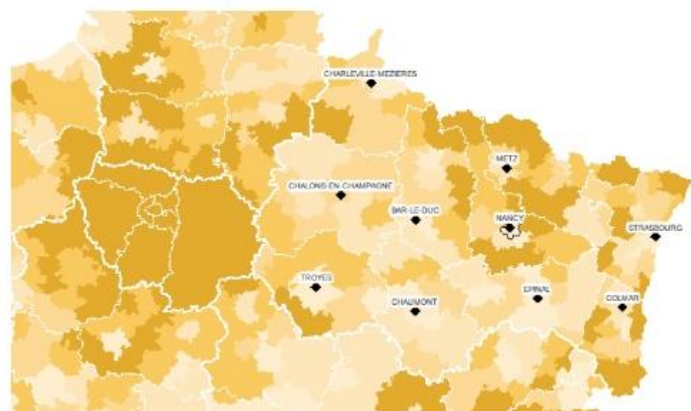 CHARLEVILLE-MEZIERES
METZ
CHALONS-EN-CHAMPAGNE
BAR-LE-DUC
NANCY
STRASBOURG
TROYES
EPINAL
COLMAR
CHAUMONT